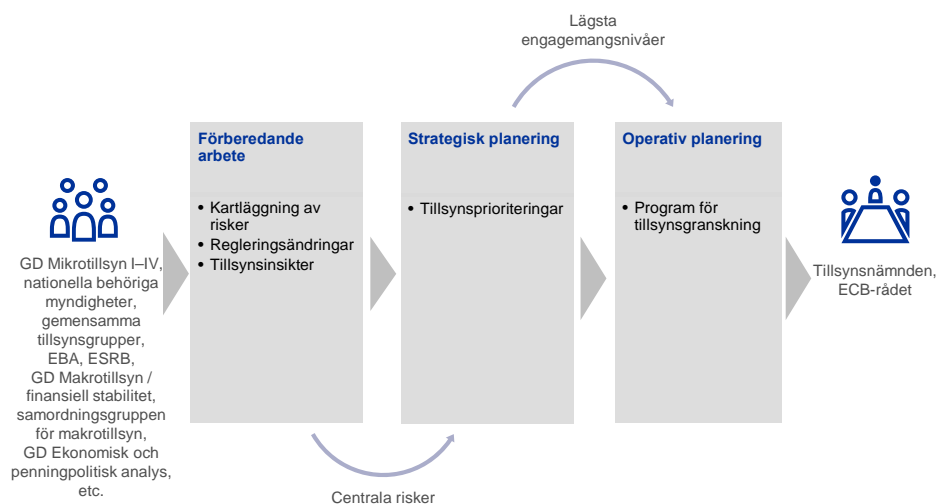 Lägsta
engagemangsnivåer
Förberedande
arbete
• Kartläggning av
risker
• Regleringsändringar
• Tillsynsinsikter
Strategisk planering
• Tillsynsprioriteringar
Operativ planering
• Program för
tillsynsgranskning
GD Mikrotillsyn I–IV,
nationella behöriga
myndigheter,
gemensamma
tillsynsgrupper,
EBA, ESRB,
GD Makrotillsyn /
finansiell stabilitet,
samordningsgruppen
för makrotillsyn,
GD Ekonomisk och
penningpolitisk analys,
etc.
Tillsynsnämnden,
ECB-rådet
Centrala risker